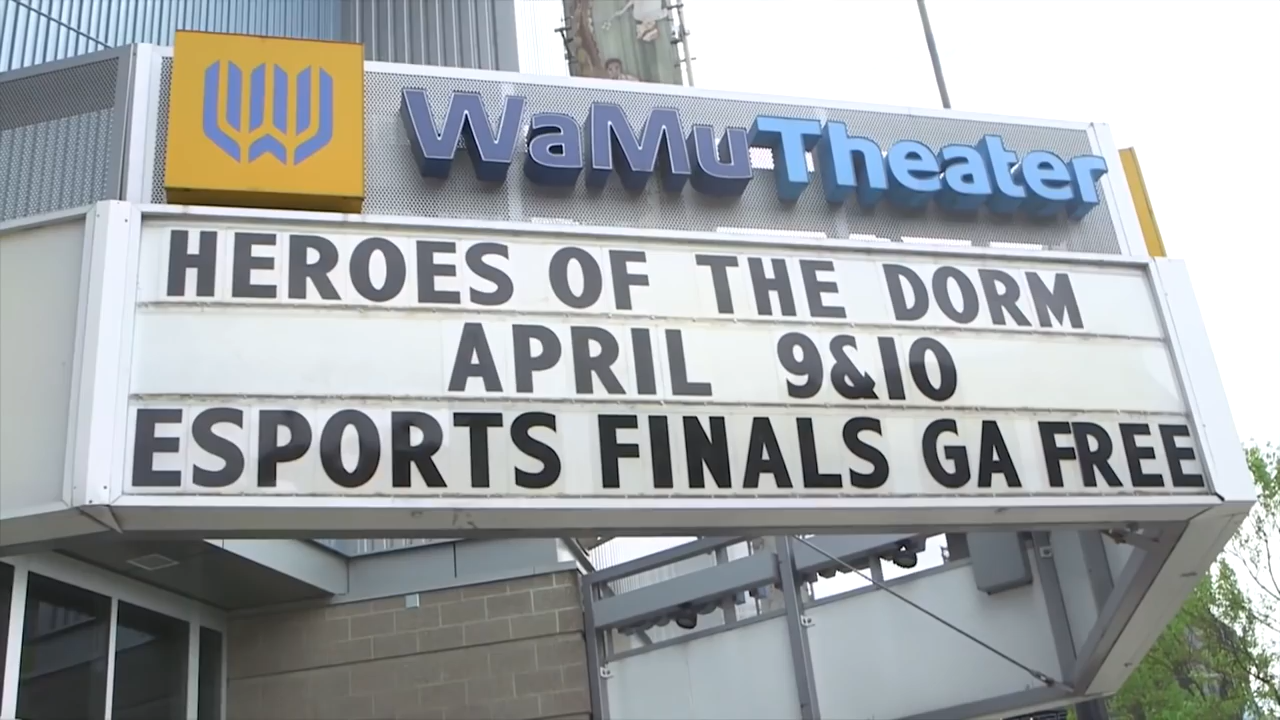 WaMu Theater
HEROES OF THE DORM
APRIL 9&10
ESPORTS FINALS GA FREE